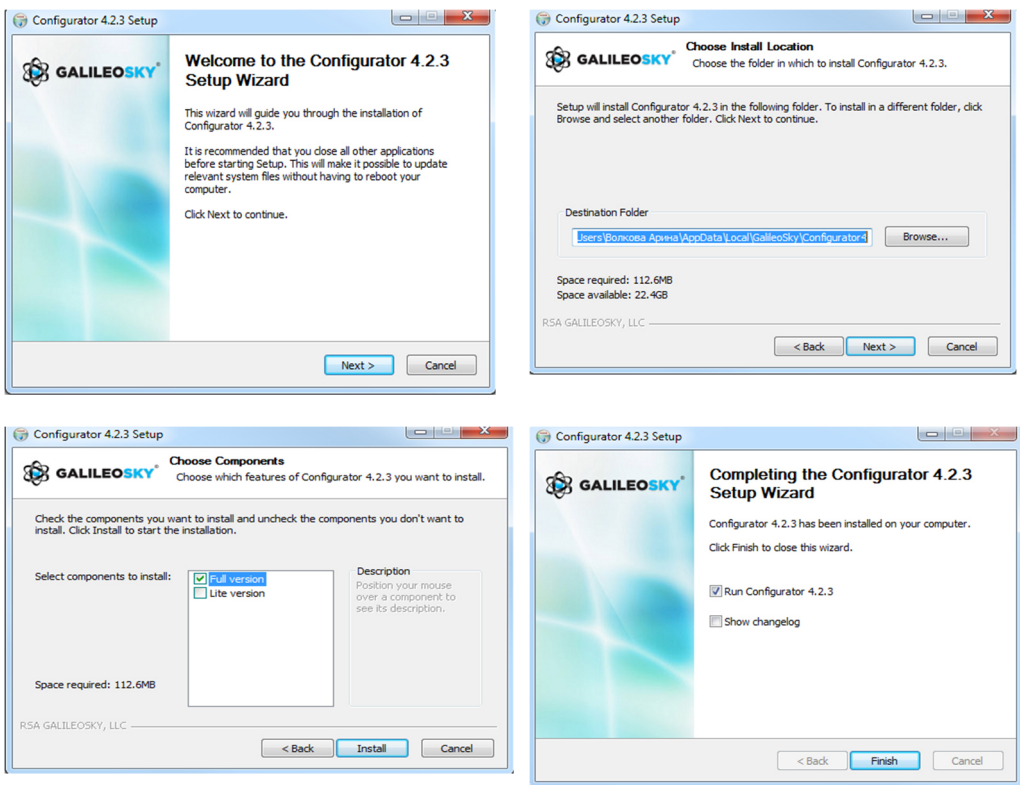 Configurator 4.2.3 Setup
GALILEOSKY®
Welcome to the Configurator 4.2.3
Setup Wizard
This wizard will guide you through the installation of
Configurator 4.2.3.
It is recommended that you close all other applications
before starting Setup. This will make it possible to update
relevant system files without having to reboot your
computer.
Click Next to continue.
Next >
Cancel
Configurator 4.2.3 Setup
GALILEOSKY®
Choose Install Location
Choose the folder in which to install Configurator 4.2.3.
Setup will install Configurator 4.2.3 in the following folder. To install in a different folder, click
Browse and select another folder. Click Next to continue.
Destination Folder
Users\Волкова Арина\AppData\Local\GalileoSky\Configurator4
Browse...
Space required: 112.6MB
Space available: 22.4GB
RSA GALILEOSKY, LLC
< Back
Next >
Cancel
Configurator 4.2.3 Setup
GALILEOSKY®
Choose Components
Choose which features of Configurator 4.2.3 you want to install.
Check the components you want to install and uncheck the components you don't want to
install. Click Install to start the installation.
Select components to install:
Full version
Lite version
Description
Position your mouse
over a component to
see its description.
Space required: 112.6MB
RSA GALILEOSKY, LLC
< Back
Install
Cancel
Configurator 4.2.3 Setup
GALILEOSKY®
Completing the Configurator 4.2.3
Setup Wizard
Configurator 4.2.3 has been installed on your computer.
Click Finish to close this wizard.
Run Configurator 4.2.3
Show changelog
< Back
Finish
Cancel